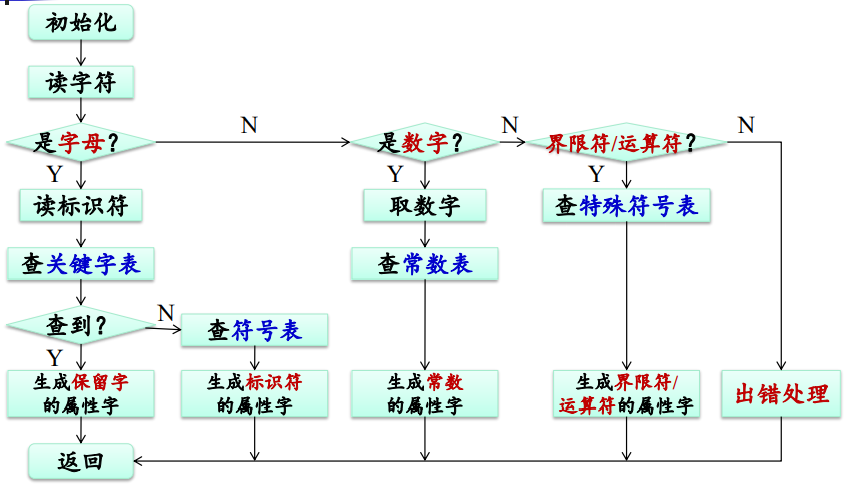 初始化
读字符
是字母？
N
是数字？
N
界限符/运算符？
N
Y
Y
Y
读标识符
取数字
查特殊符号表
查关键字表
查常数表
查到？
N
查符号表
Y
生成保留字
的属性字
生成标识符
的属性字
生成常数
的属性字
生成界限符/
运算符的属性字
出错处理
返回